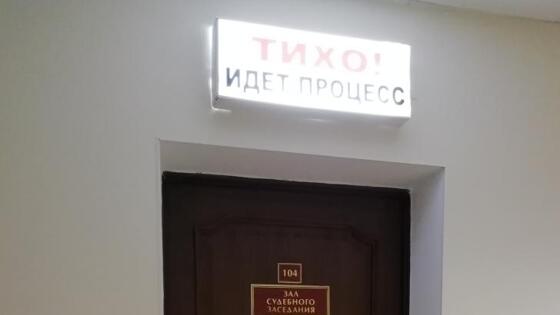 ТИХО!
ИДЕТ ПРОЦЕСС
104
ЗАЛ
СУДЕБНОГО
ЗАСЕДАНИЯ